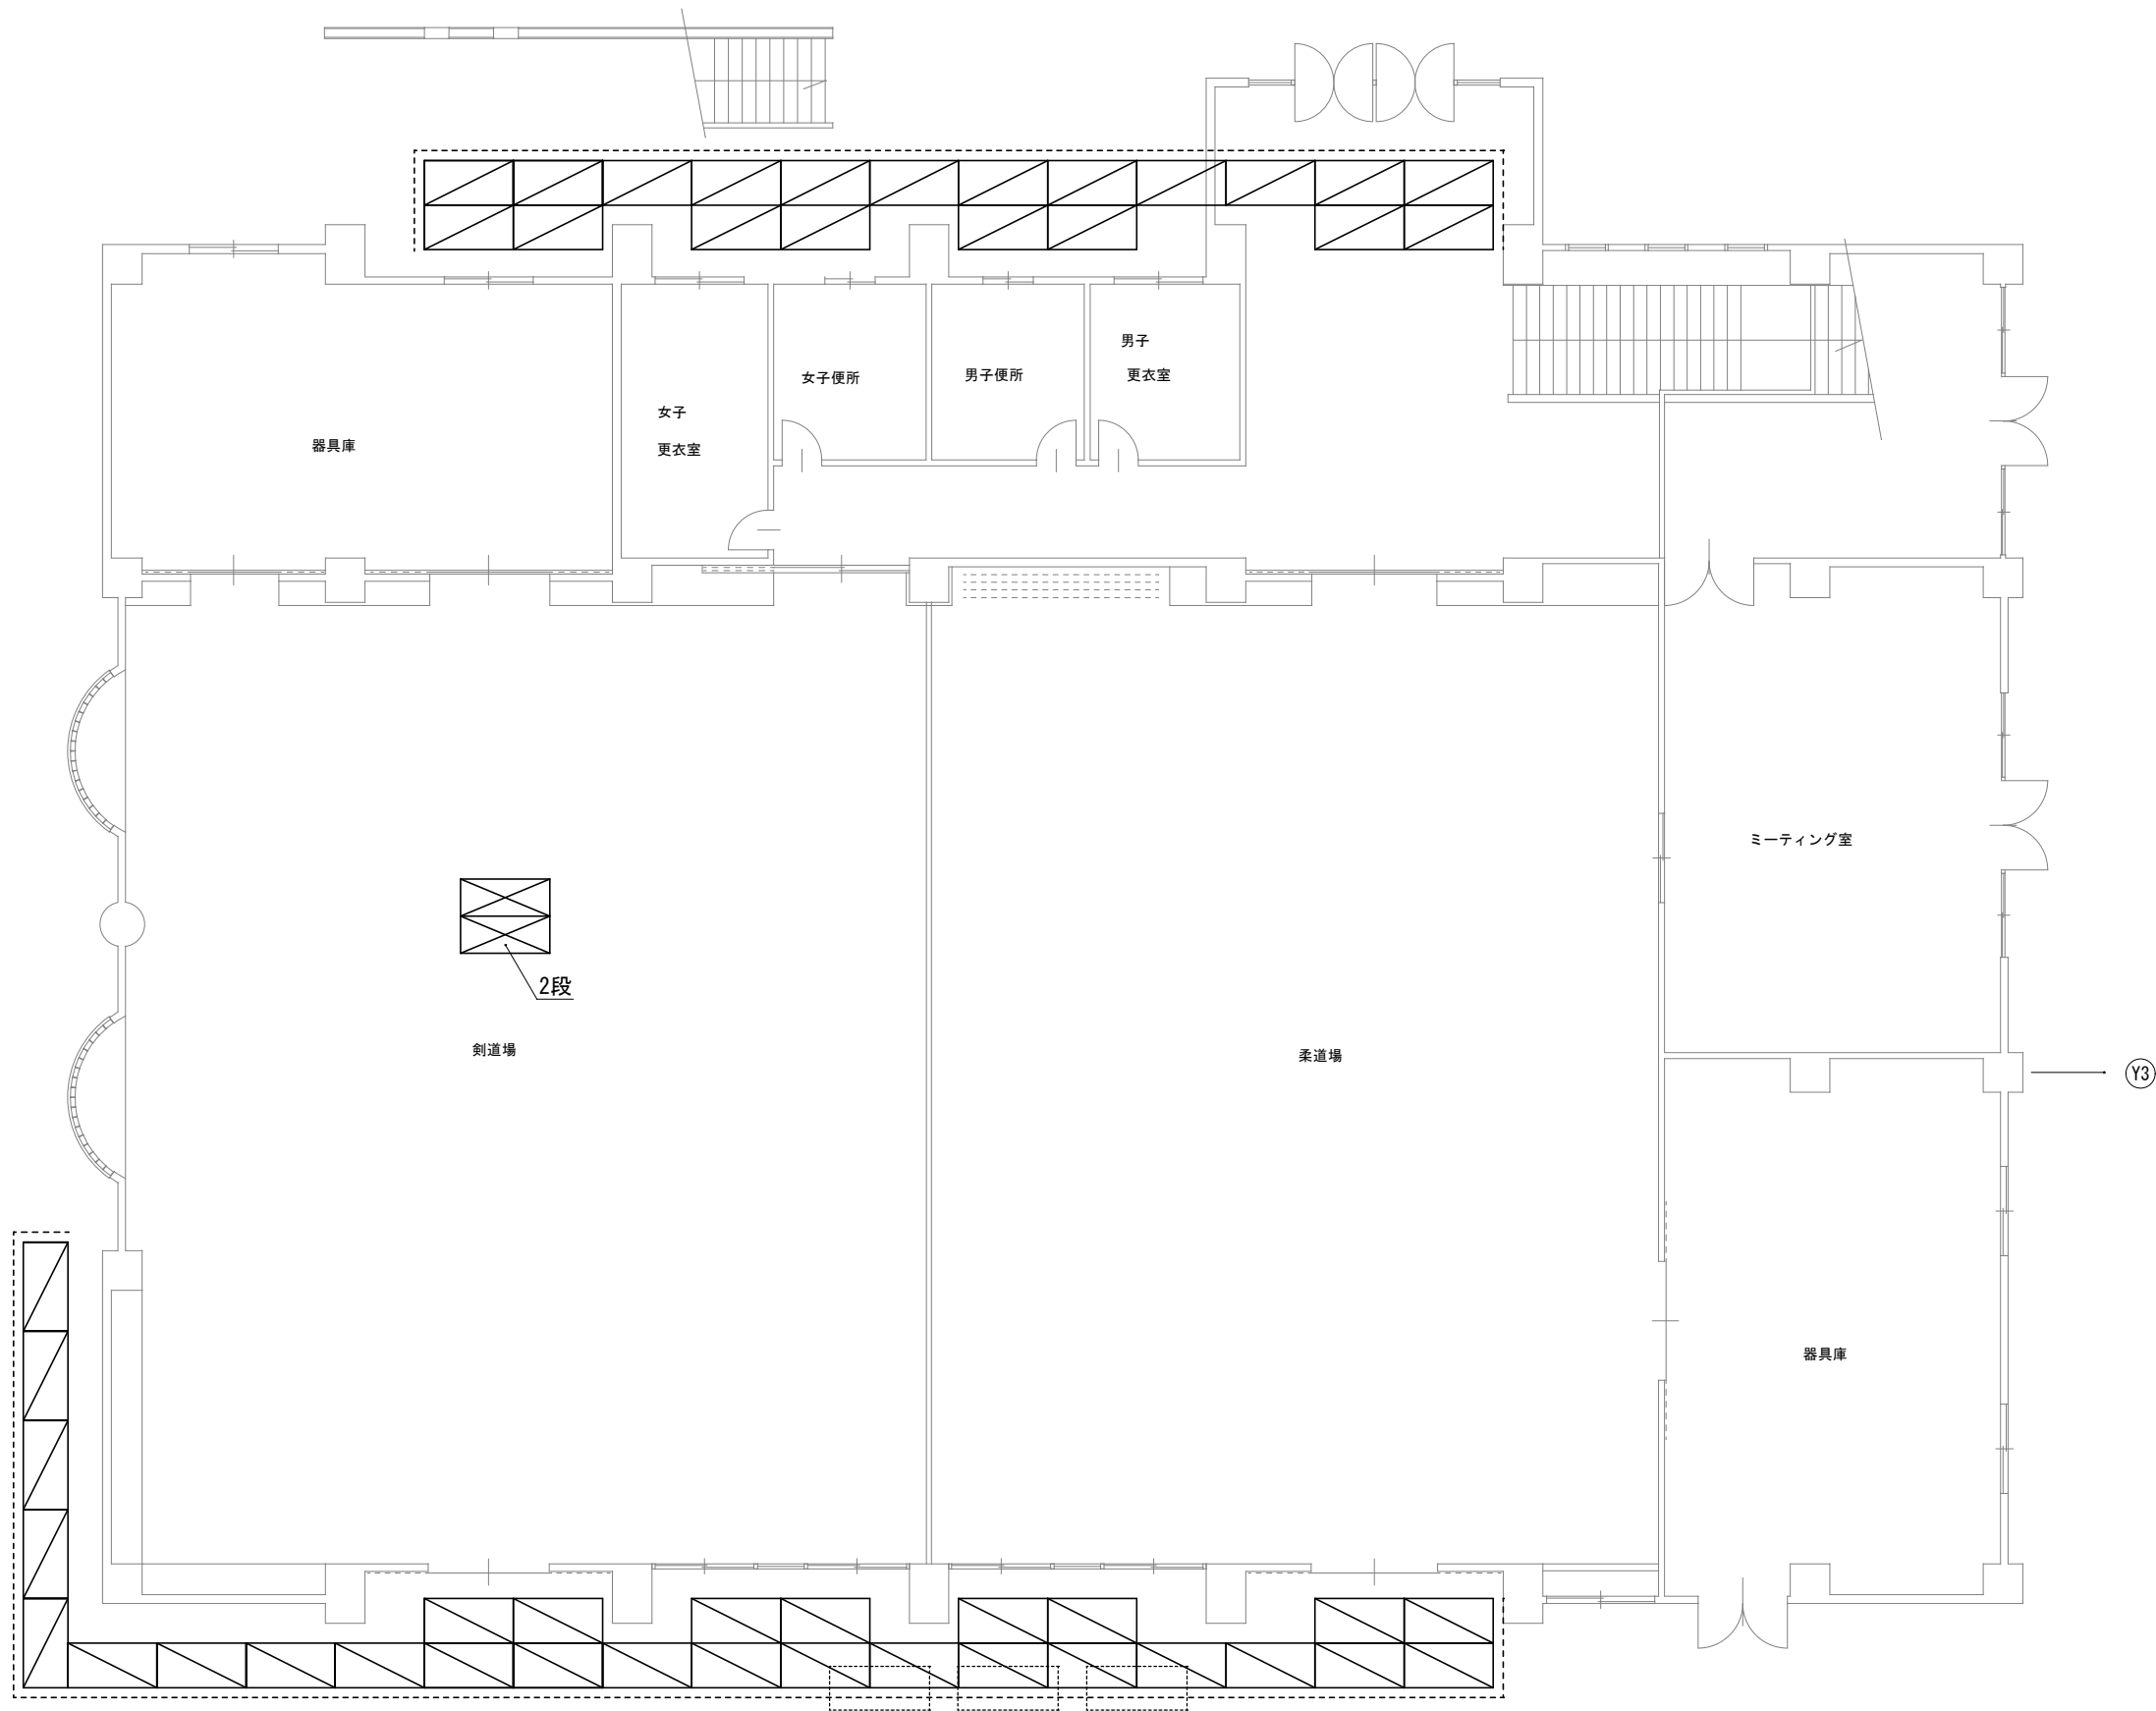 男子
更衣室
女子便所
男子便所
女子
更衣室
器具庫
ミーティング室
2段
剣道場
柔道場
Y3
器具庫